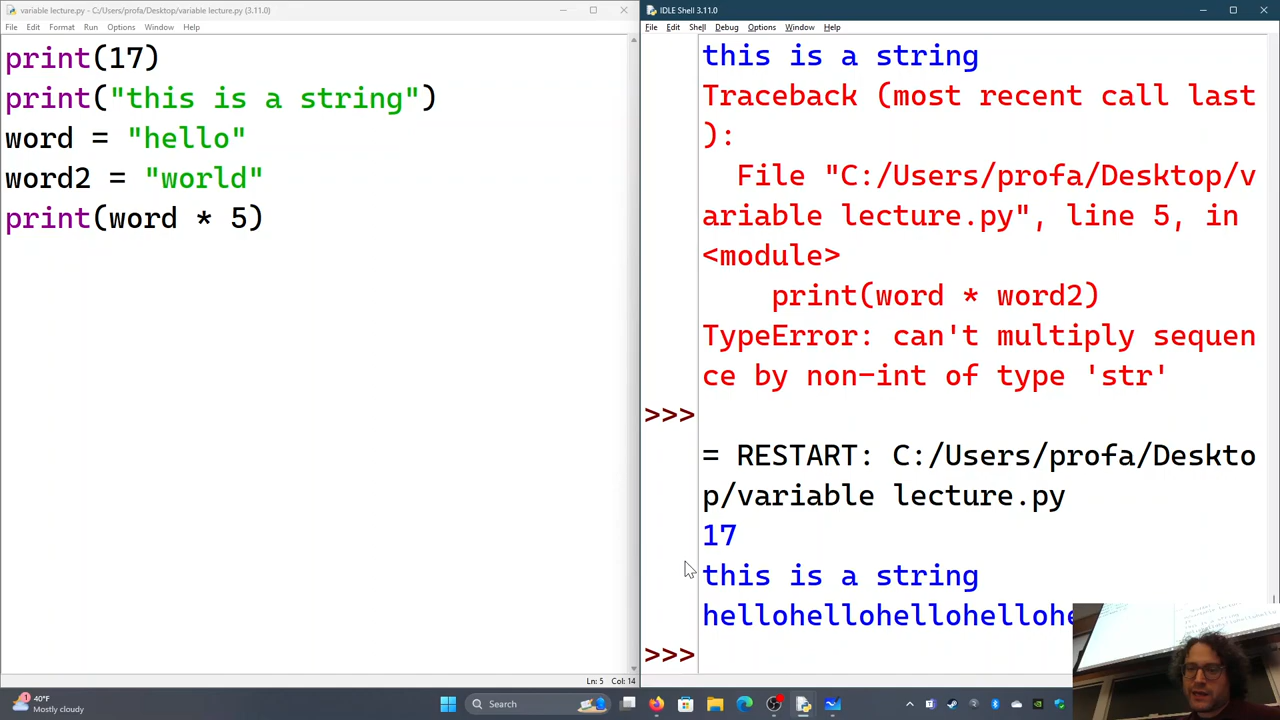 variable lecture.py - C:/Users/profa/Desktop/variable lecture.py (3.11.0)
File Edit Format Run Options Window Help
print(17)
print("this is a string")
word = "hello"
word2 = "world"
print(word * 5)
Ln: 5 Col: 14
IDLE Shell 3.11.0
File Edit Shell Debug Options Window Help
this is a string
Traceback (most recent call last
):
File "C:/Users/profa/Desktop/v
ariable lecture.py", line 5, in
<module>
print(word * word2)
TypeError: can't multiply sequen
ce by non-int of type 'str'
>>>
= RESTART: C:/Users/profa/Deskto
p/variable lecture.py
17
this is a string
hellohellohellohellohe
>>>
1
40°F
Mostly cloudy
Search